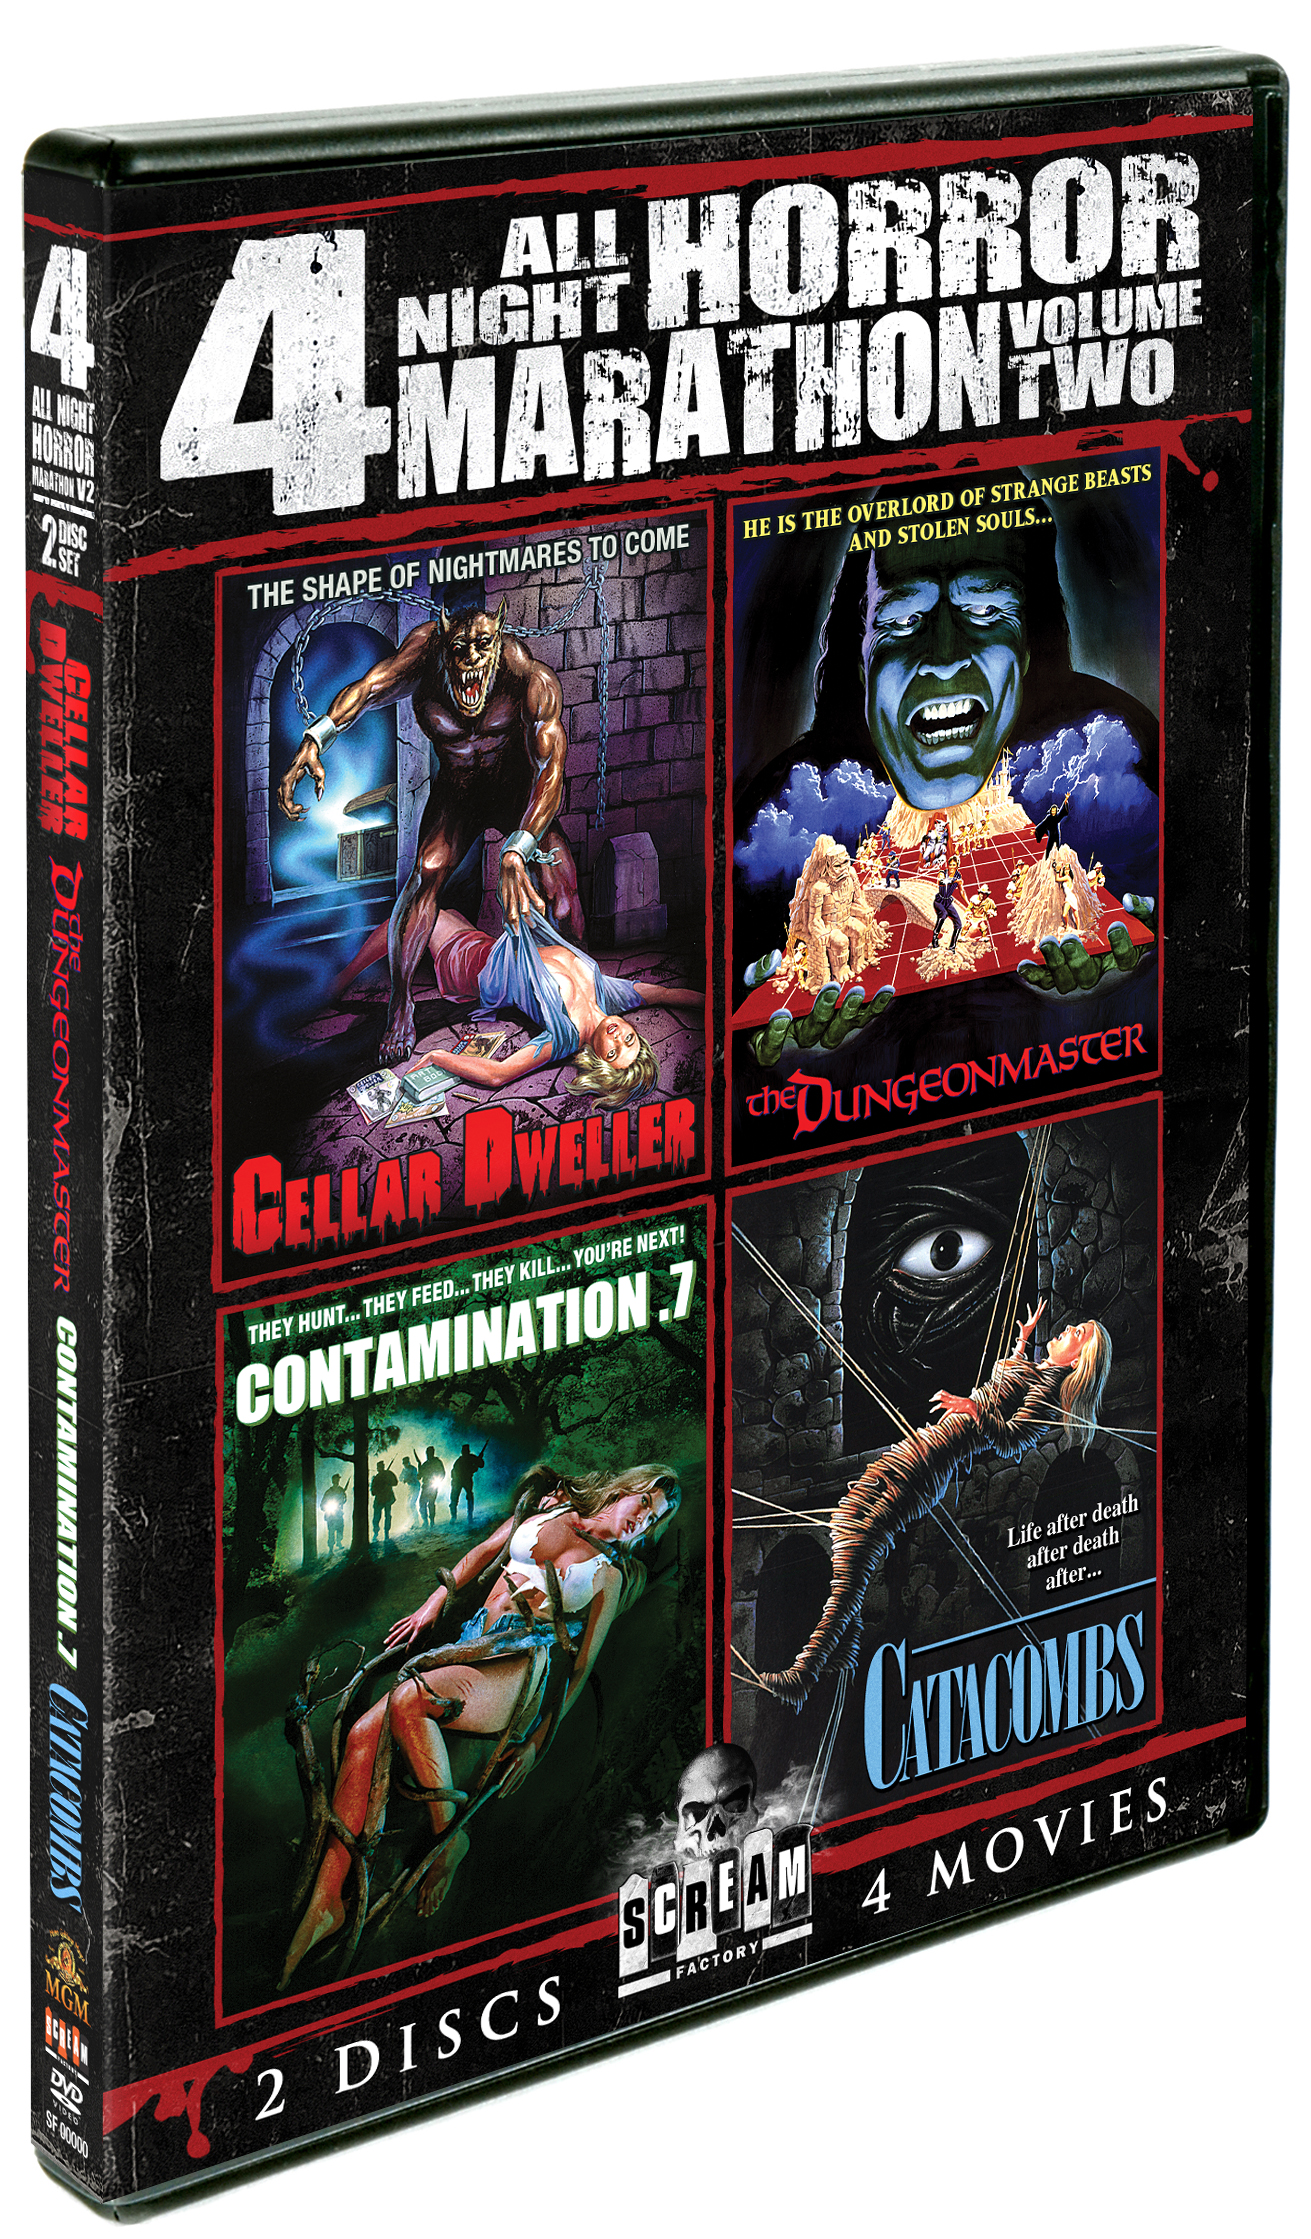 4
ALL
NIGHT
HORROR
MARATHON
VOLUME
TWO
THE SHAPE OF NIGHTMARES TO COME
CELLAR DWELLER
HE IS THE OVERLORD OF STRANGE BEASTS
AND STOLEN SOULS...
the DUNGEONMASTER
THEY HUNT...THEY FEED...THEY KILL...YOU'RE NEXT!
CONTAMINATION .7
Life after death
after death
after...
CATACOMBS
2 DISCS
SCREAM
FACTORY
4 MOVIES
4
ALL NIGHT
HORROR
MARATHON V2
2 DISC
SET
CELLAR
DWELLER
the DUNGEONMASTER
CONTAMINATION .7
CATACOMBS
MGM
SCREAM
FACTORY
DVD
VIDEO
SF 00000